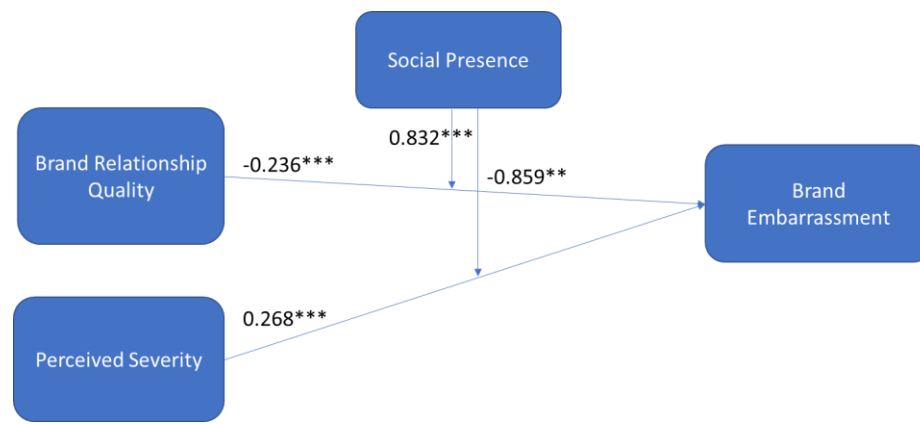 Social Presence
0.832***
Brand Relationship
Quality
-0.236***
-0.859**
Brand
Embarrassment
0.268***
Perceived Severity